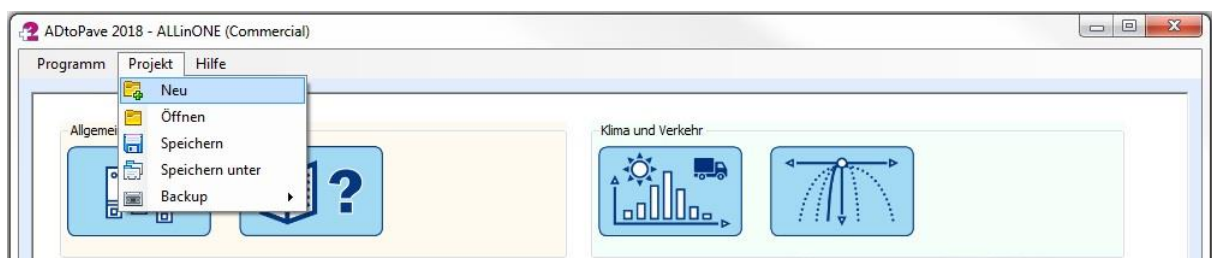 ADtoPave 2018 - ALLinONE (Commercial)
Programm Projekt Hilfe
Neu
Öffnen
Speichern
Speichern unter
Backup
Klima und Verkehr
?